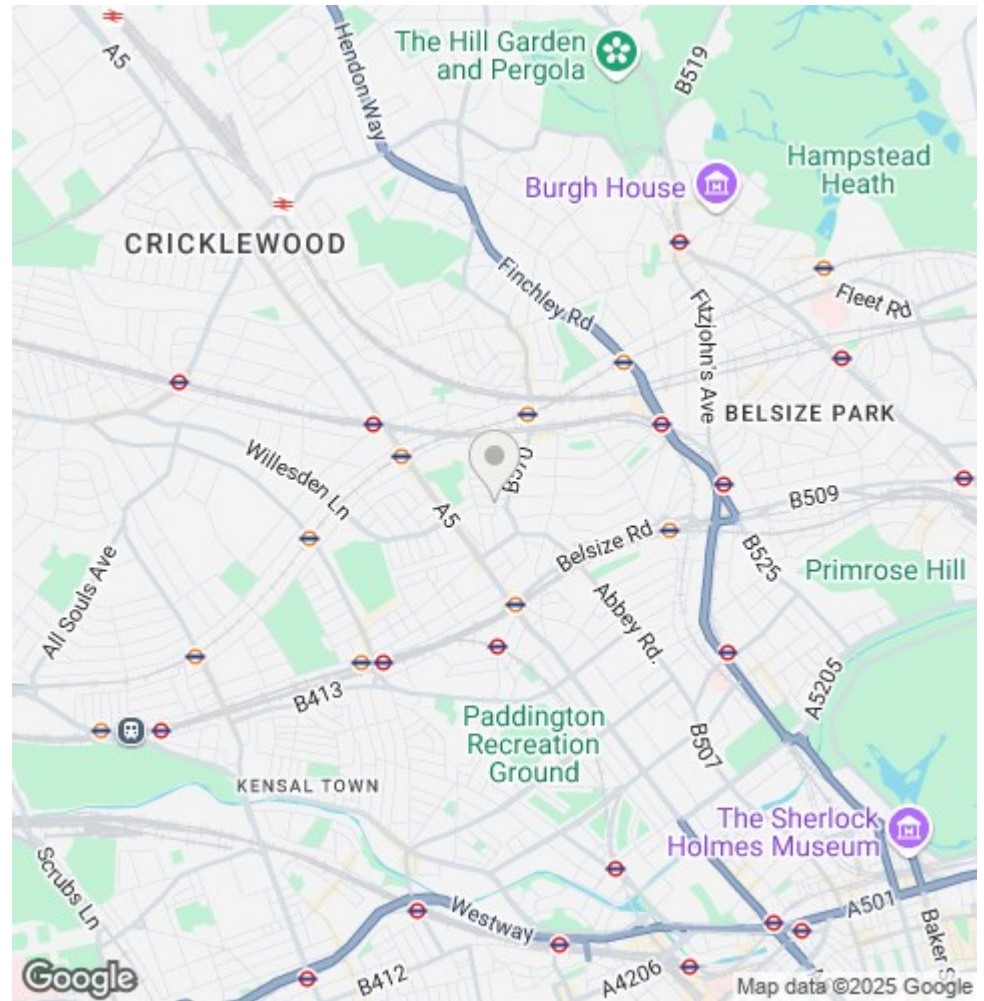 A5
Hendon Way
The Hill Garden
and Pergola
B519
Hampstead
Heath
Burgh House
CRICKLEWOOD
Finchley Rd
Fitzjohn's Ave
Fleet Rd
BELSIZE PARK
Willesden Ln
A5
B510
B509
Belsize Rd
B525
Primrose Hill
All Souls Ave
Abbey Rd.
A5205
B413
Paddington
Recreation
Ground
B507
KENSAL TOWN
The Sherlock
Holmes Museum
Scrubs Ln
Westway
A501
Baker S
B412
A4206
Google
Map data ©2025 Google